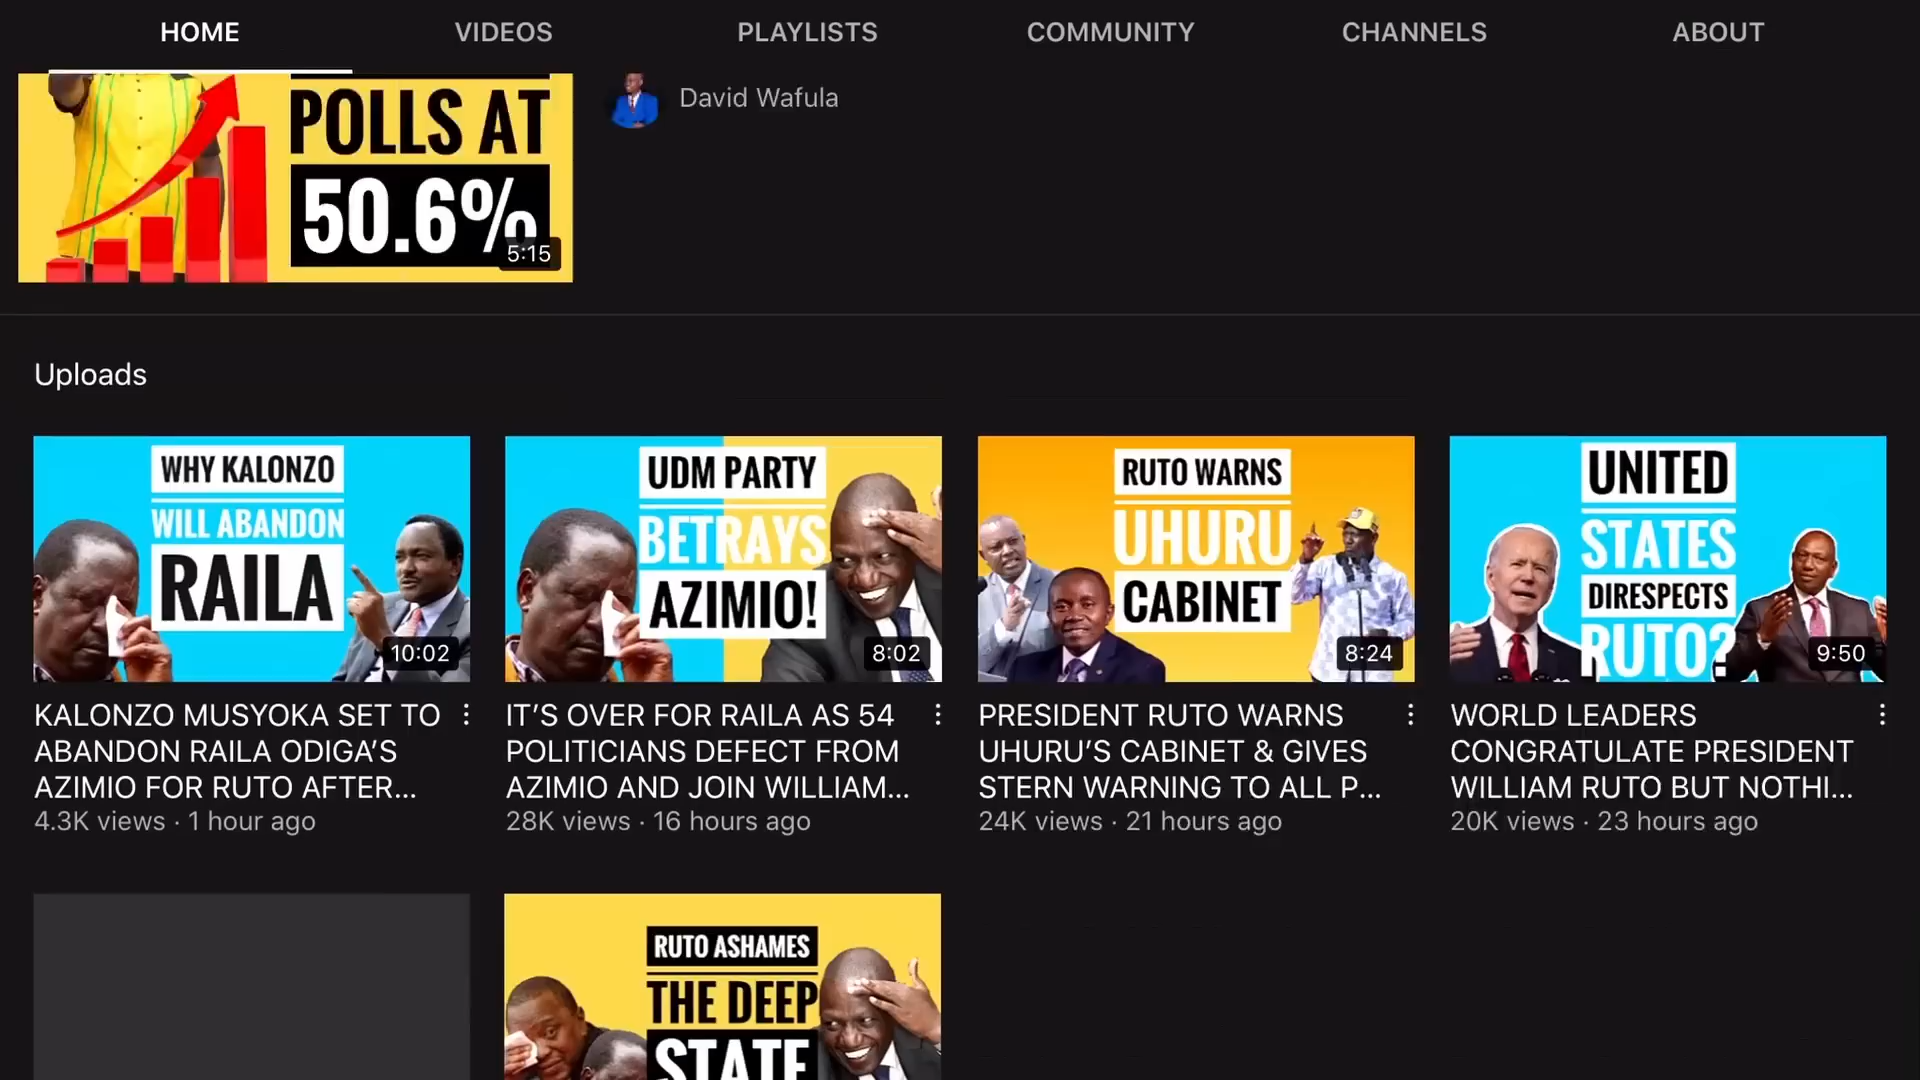 HOME
VIDEOS
PLAYLISTS
COMMUNITY
CHANNELS
ABOUT
POLLS AT
50.6%
5:15
David Wafula
Uploads
WHY KALONZO
WILL ABANDON
RAILA
10:02
KALONZO MUSYOKA SET TO
ABANDON RAILA ODIGA'S
AZIMIO FOR RUTO AFTER...
4.3K views · 1 hour ago
UDM PARTY
BETRAYS
AZIMIO!
8:02
IT'S OVER FOR RAILA AS 54
POLITICIANS DEFECT FROM
AZIMIO AND JOIN WILLIAM...
28K views · 16 hours ago
RUTO WARNS
UHURU
CABINET
8:24
PRESIDENT RUTO WARNS
UHURU'S CABINET & GIVES
STERN WARNING TO ALL P...
24K views · 21 hours ago
UNITED
STATES
DIRESPECTS
RUTO?
9:50
WORLD LEADERS
CONGRATULATE PRESIDENT
WILLIAM RUTO BUT NOTHI...
20K views · 23 hours ago
RUTO ASHAMES
THE DEEP
STATE